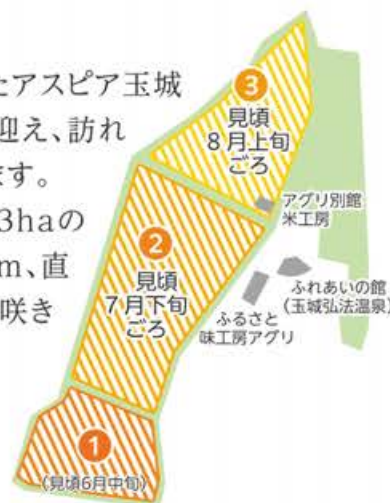 たアスピア玉城
迎え、訪れ
ます。
3haの
m、直
咲き
3
見頃
8月上旬
ごろ
アグリ別館
米工房
2
見頃
7月下旬
ごろ
ふれあいの館
(玉城弘法温泉)
ふるさと
味工房アグリ
1
(見頃6月中旬)